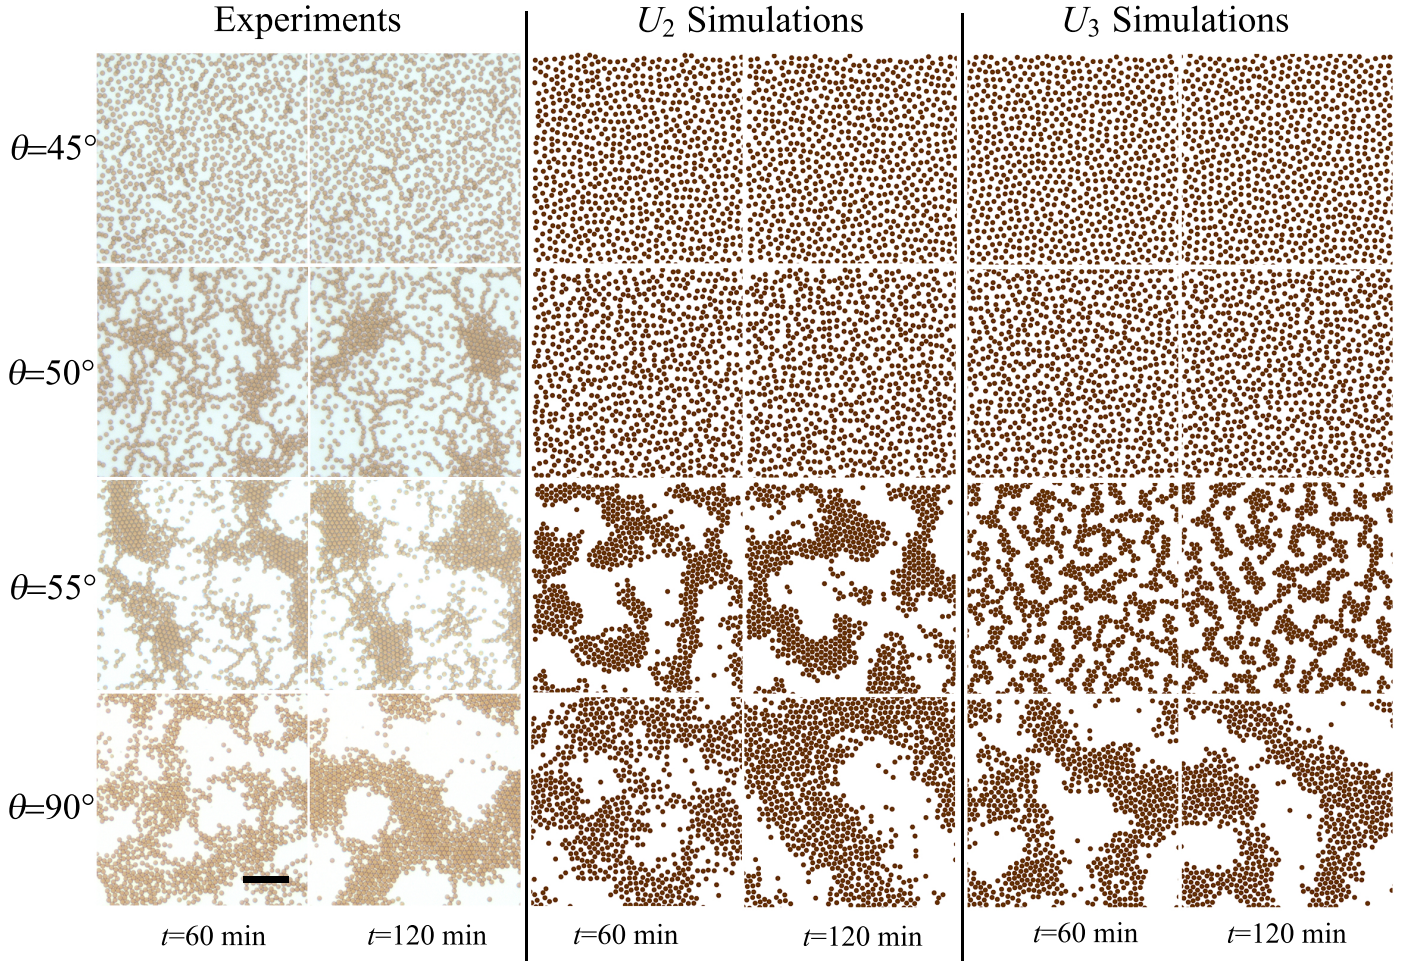 Experiments
U₂ Simulations
U₃ Simulations
θ=45°
θ=50°
θ=55°
θ=90°
t=60 min
t=120 min
t=60 min
t=120 min
t=60 min
t=120 min